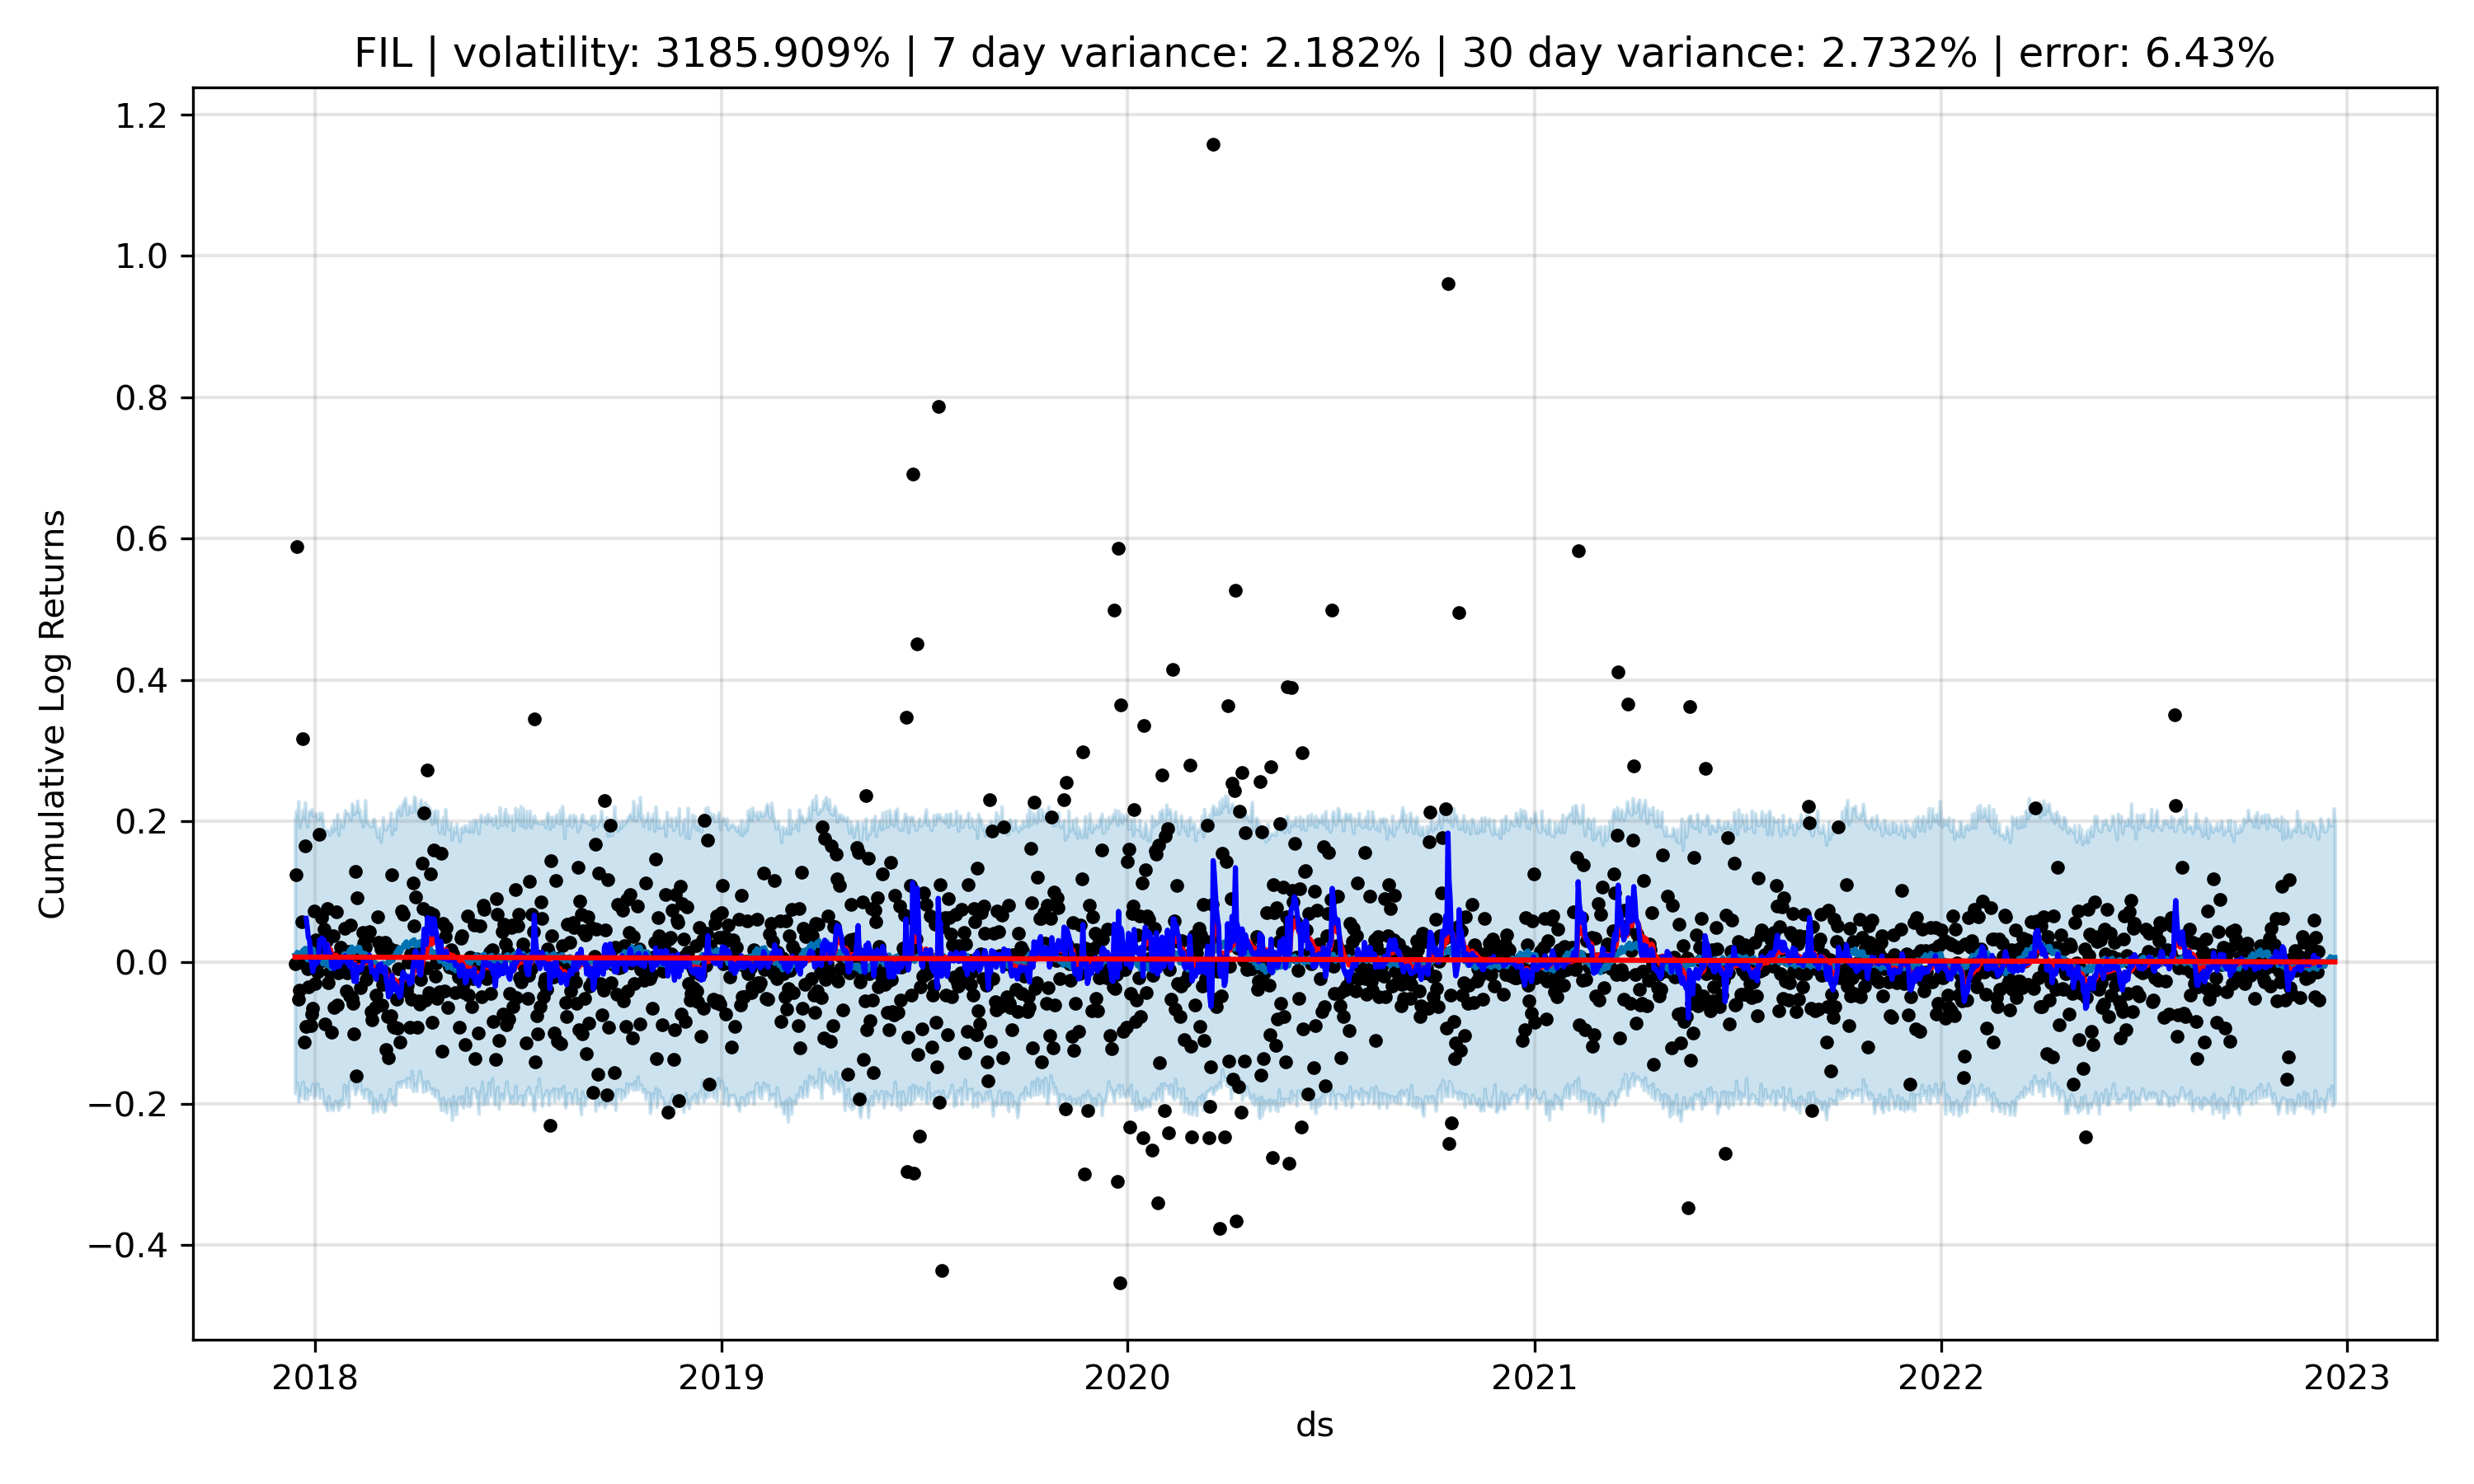 FIL | volatility: 3185.909% | 7 day variance: 2.182% | 30 day variance: 2.732% | error: 6.43%
1.2
1.0
0.8
0.6
0.4
0.2
0.0
−0.2
−0.4
Cumulative Log Returns
2018 2019 2020 2021 2022 2023
ds